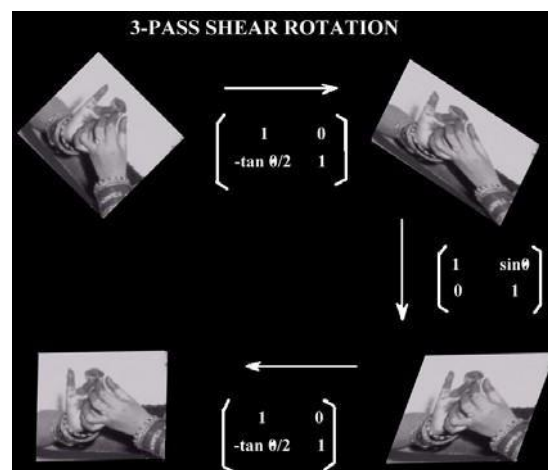 3-PASS SHEAR ROTATION
1 0
-tan θ/2 1
1 sinθ
0 1
1 0
-tan θ/2 1